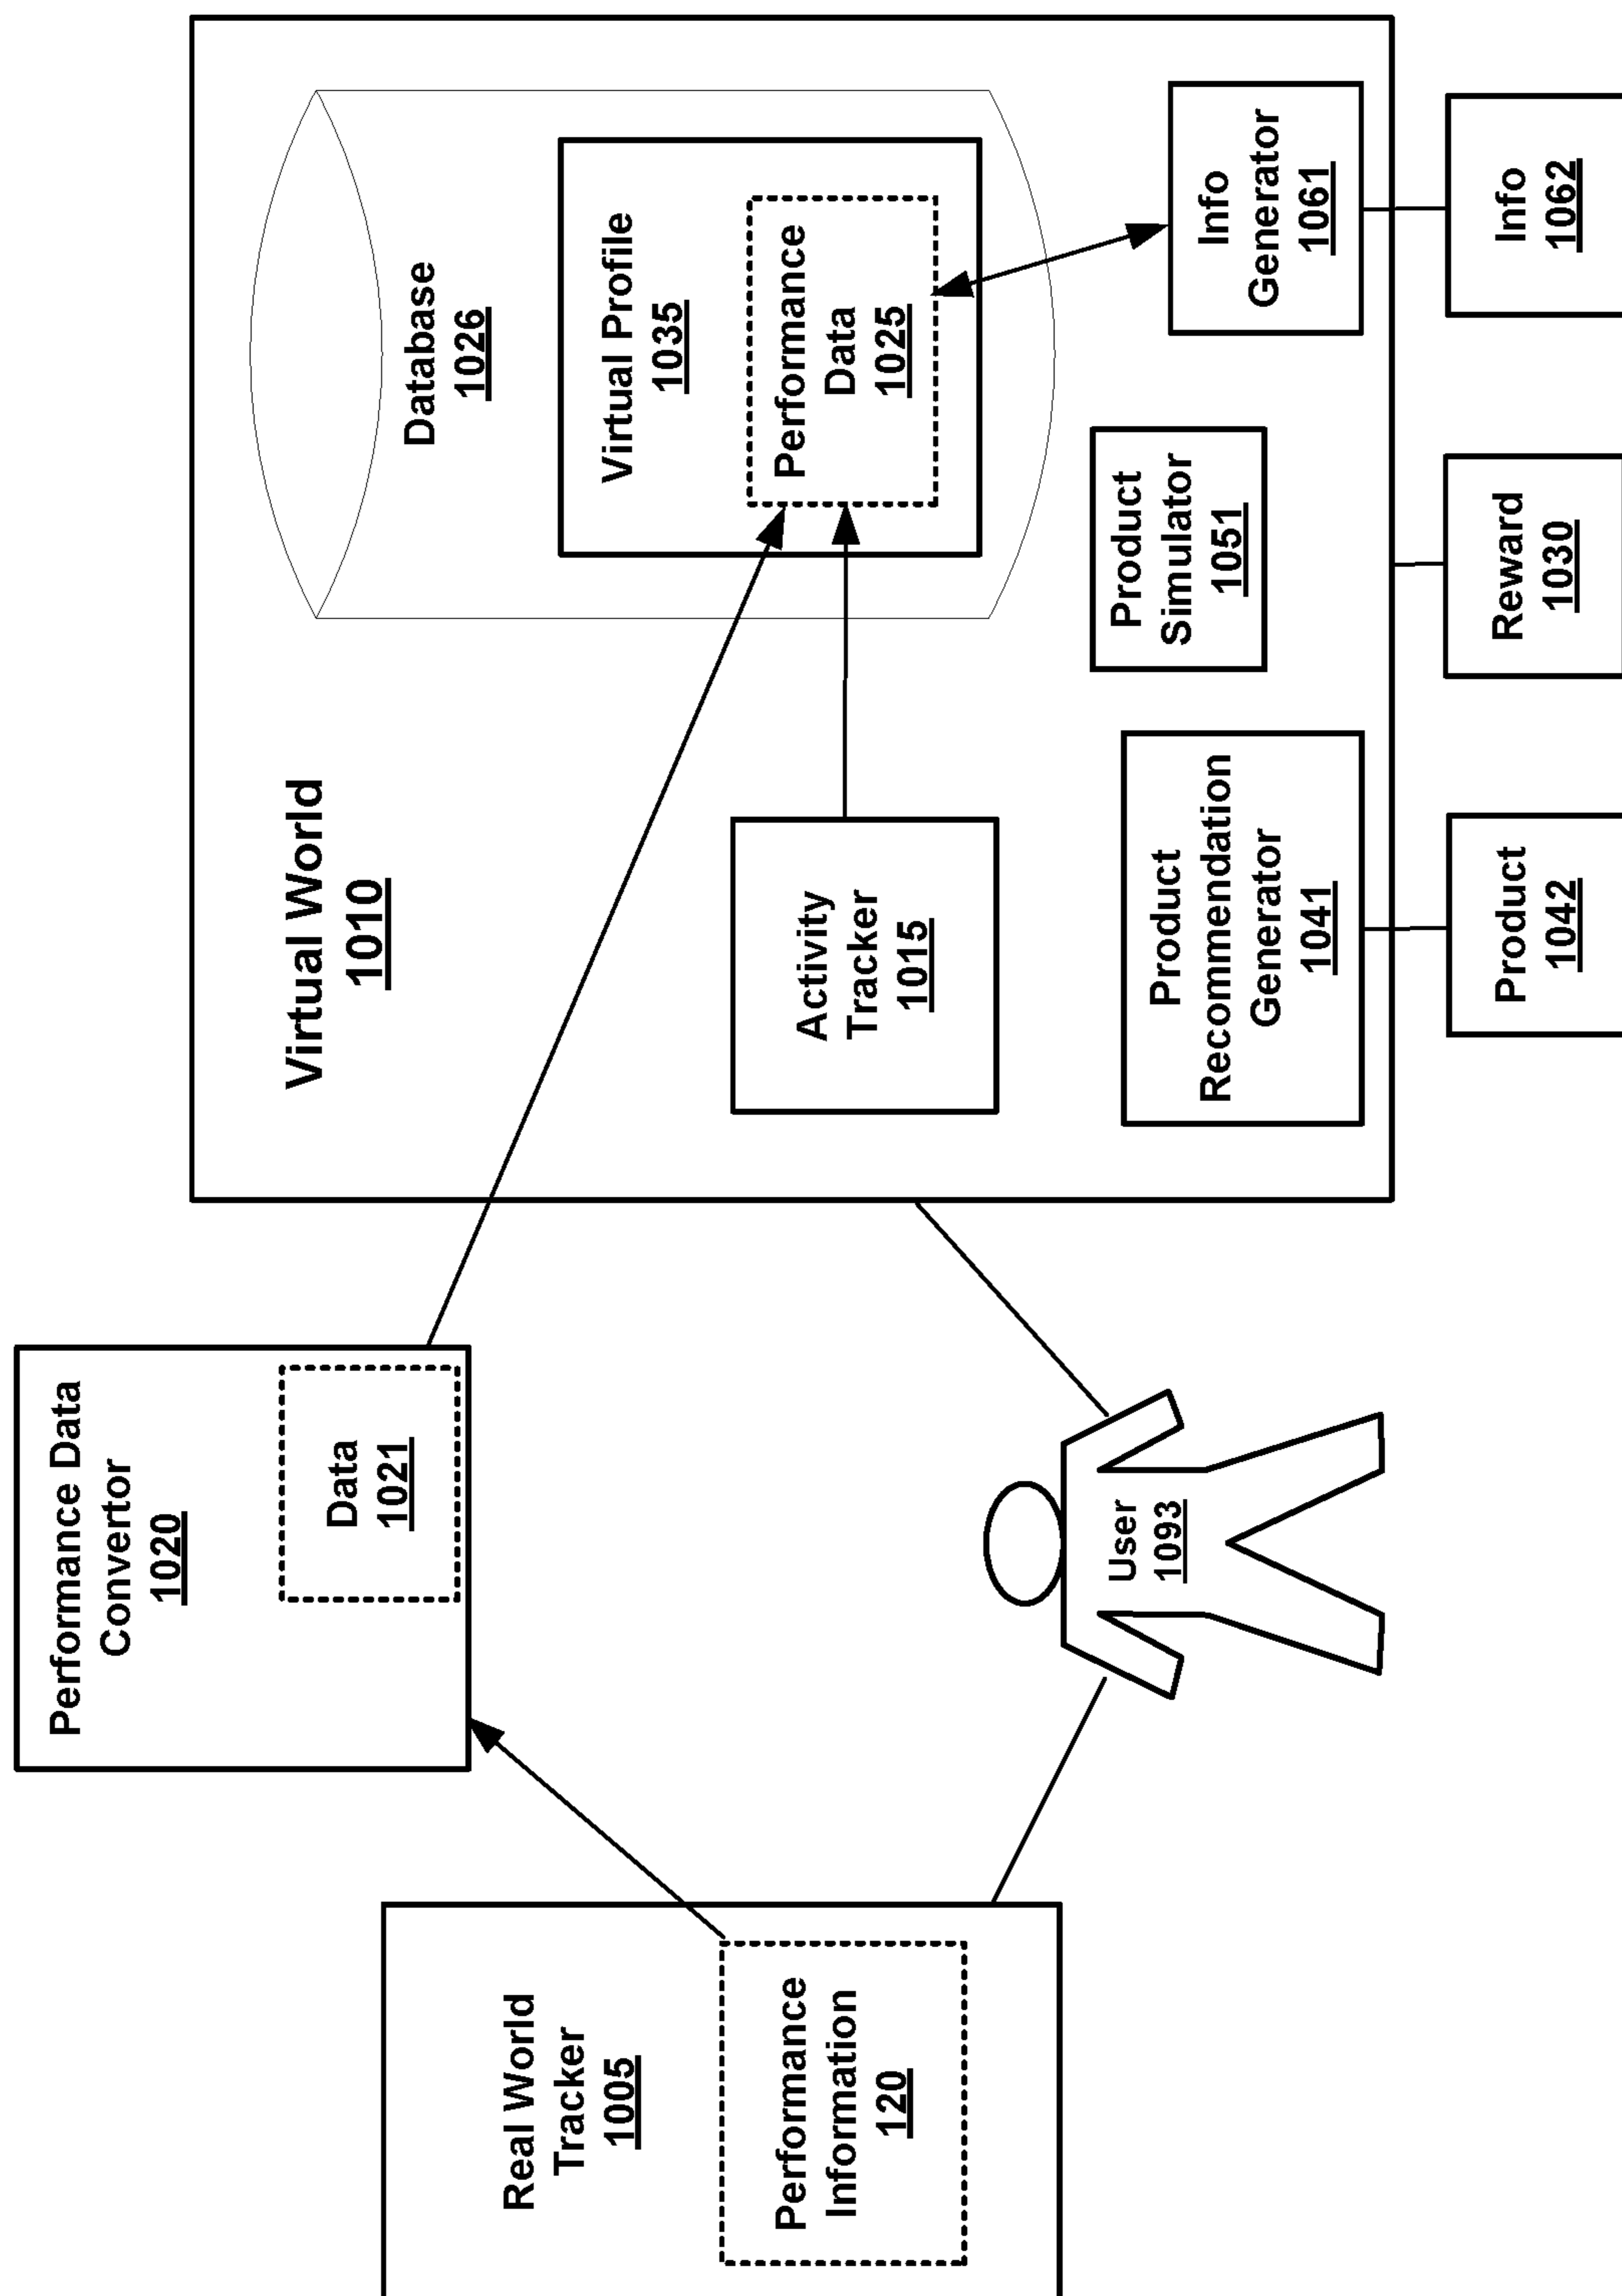 Performance Data
Convertor
1020
Data
1021
Real World
Tracker
1005
Performance
Information
120
User
1093
Virtual World
1010
Database
1026
Virtual Profile
1035
Performance
Data
1025
Activity
Tracker
1015
Product
Recommendation
Generator
1041
Product
Simulator
1051
Info
Generator
1061
Product
1042
Reward
1030
Info
1062